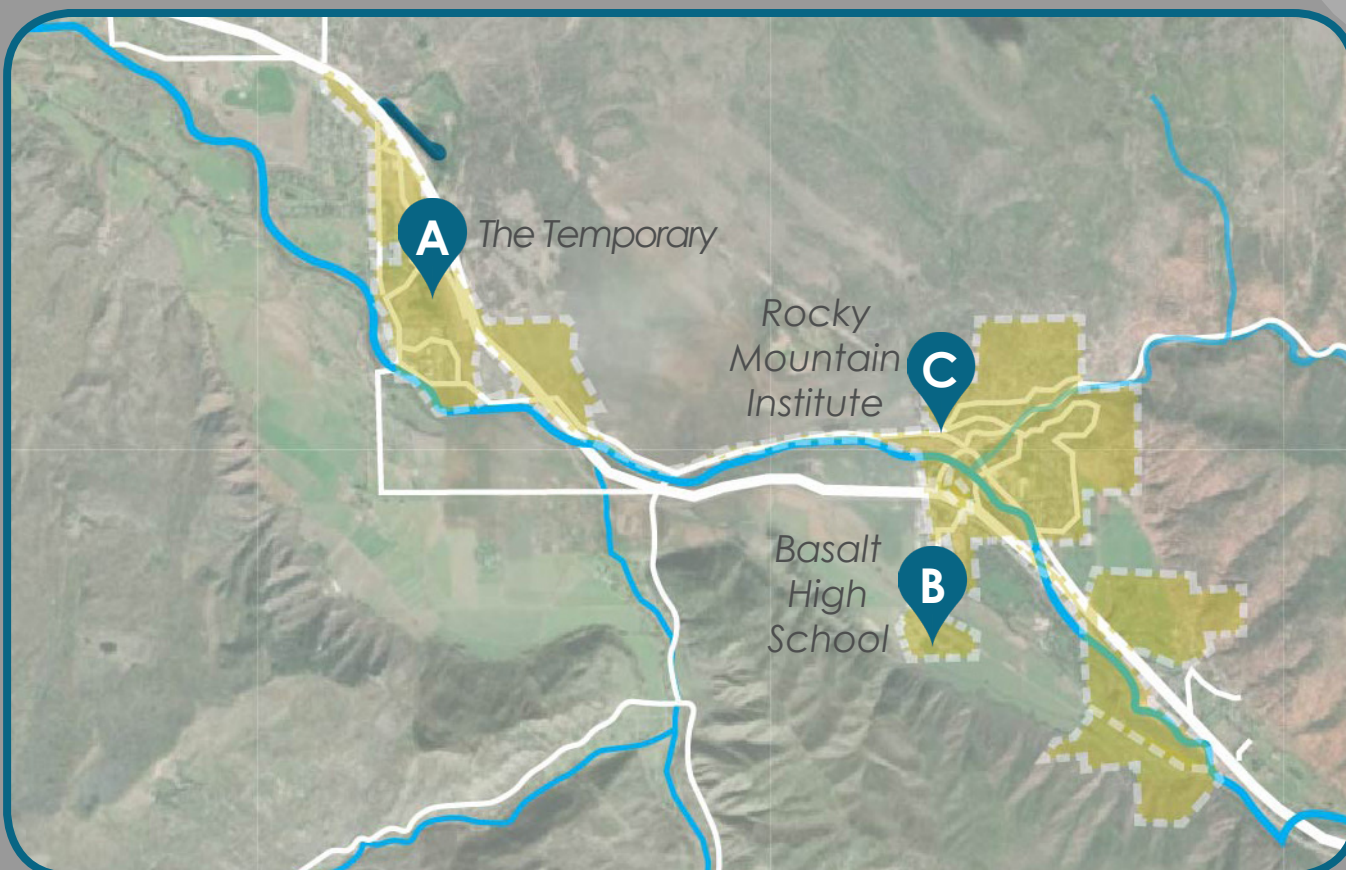 A
The Temporary
Rocky
Mountain
Institute
C
Basalt
High
School
B